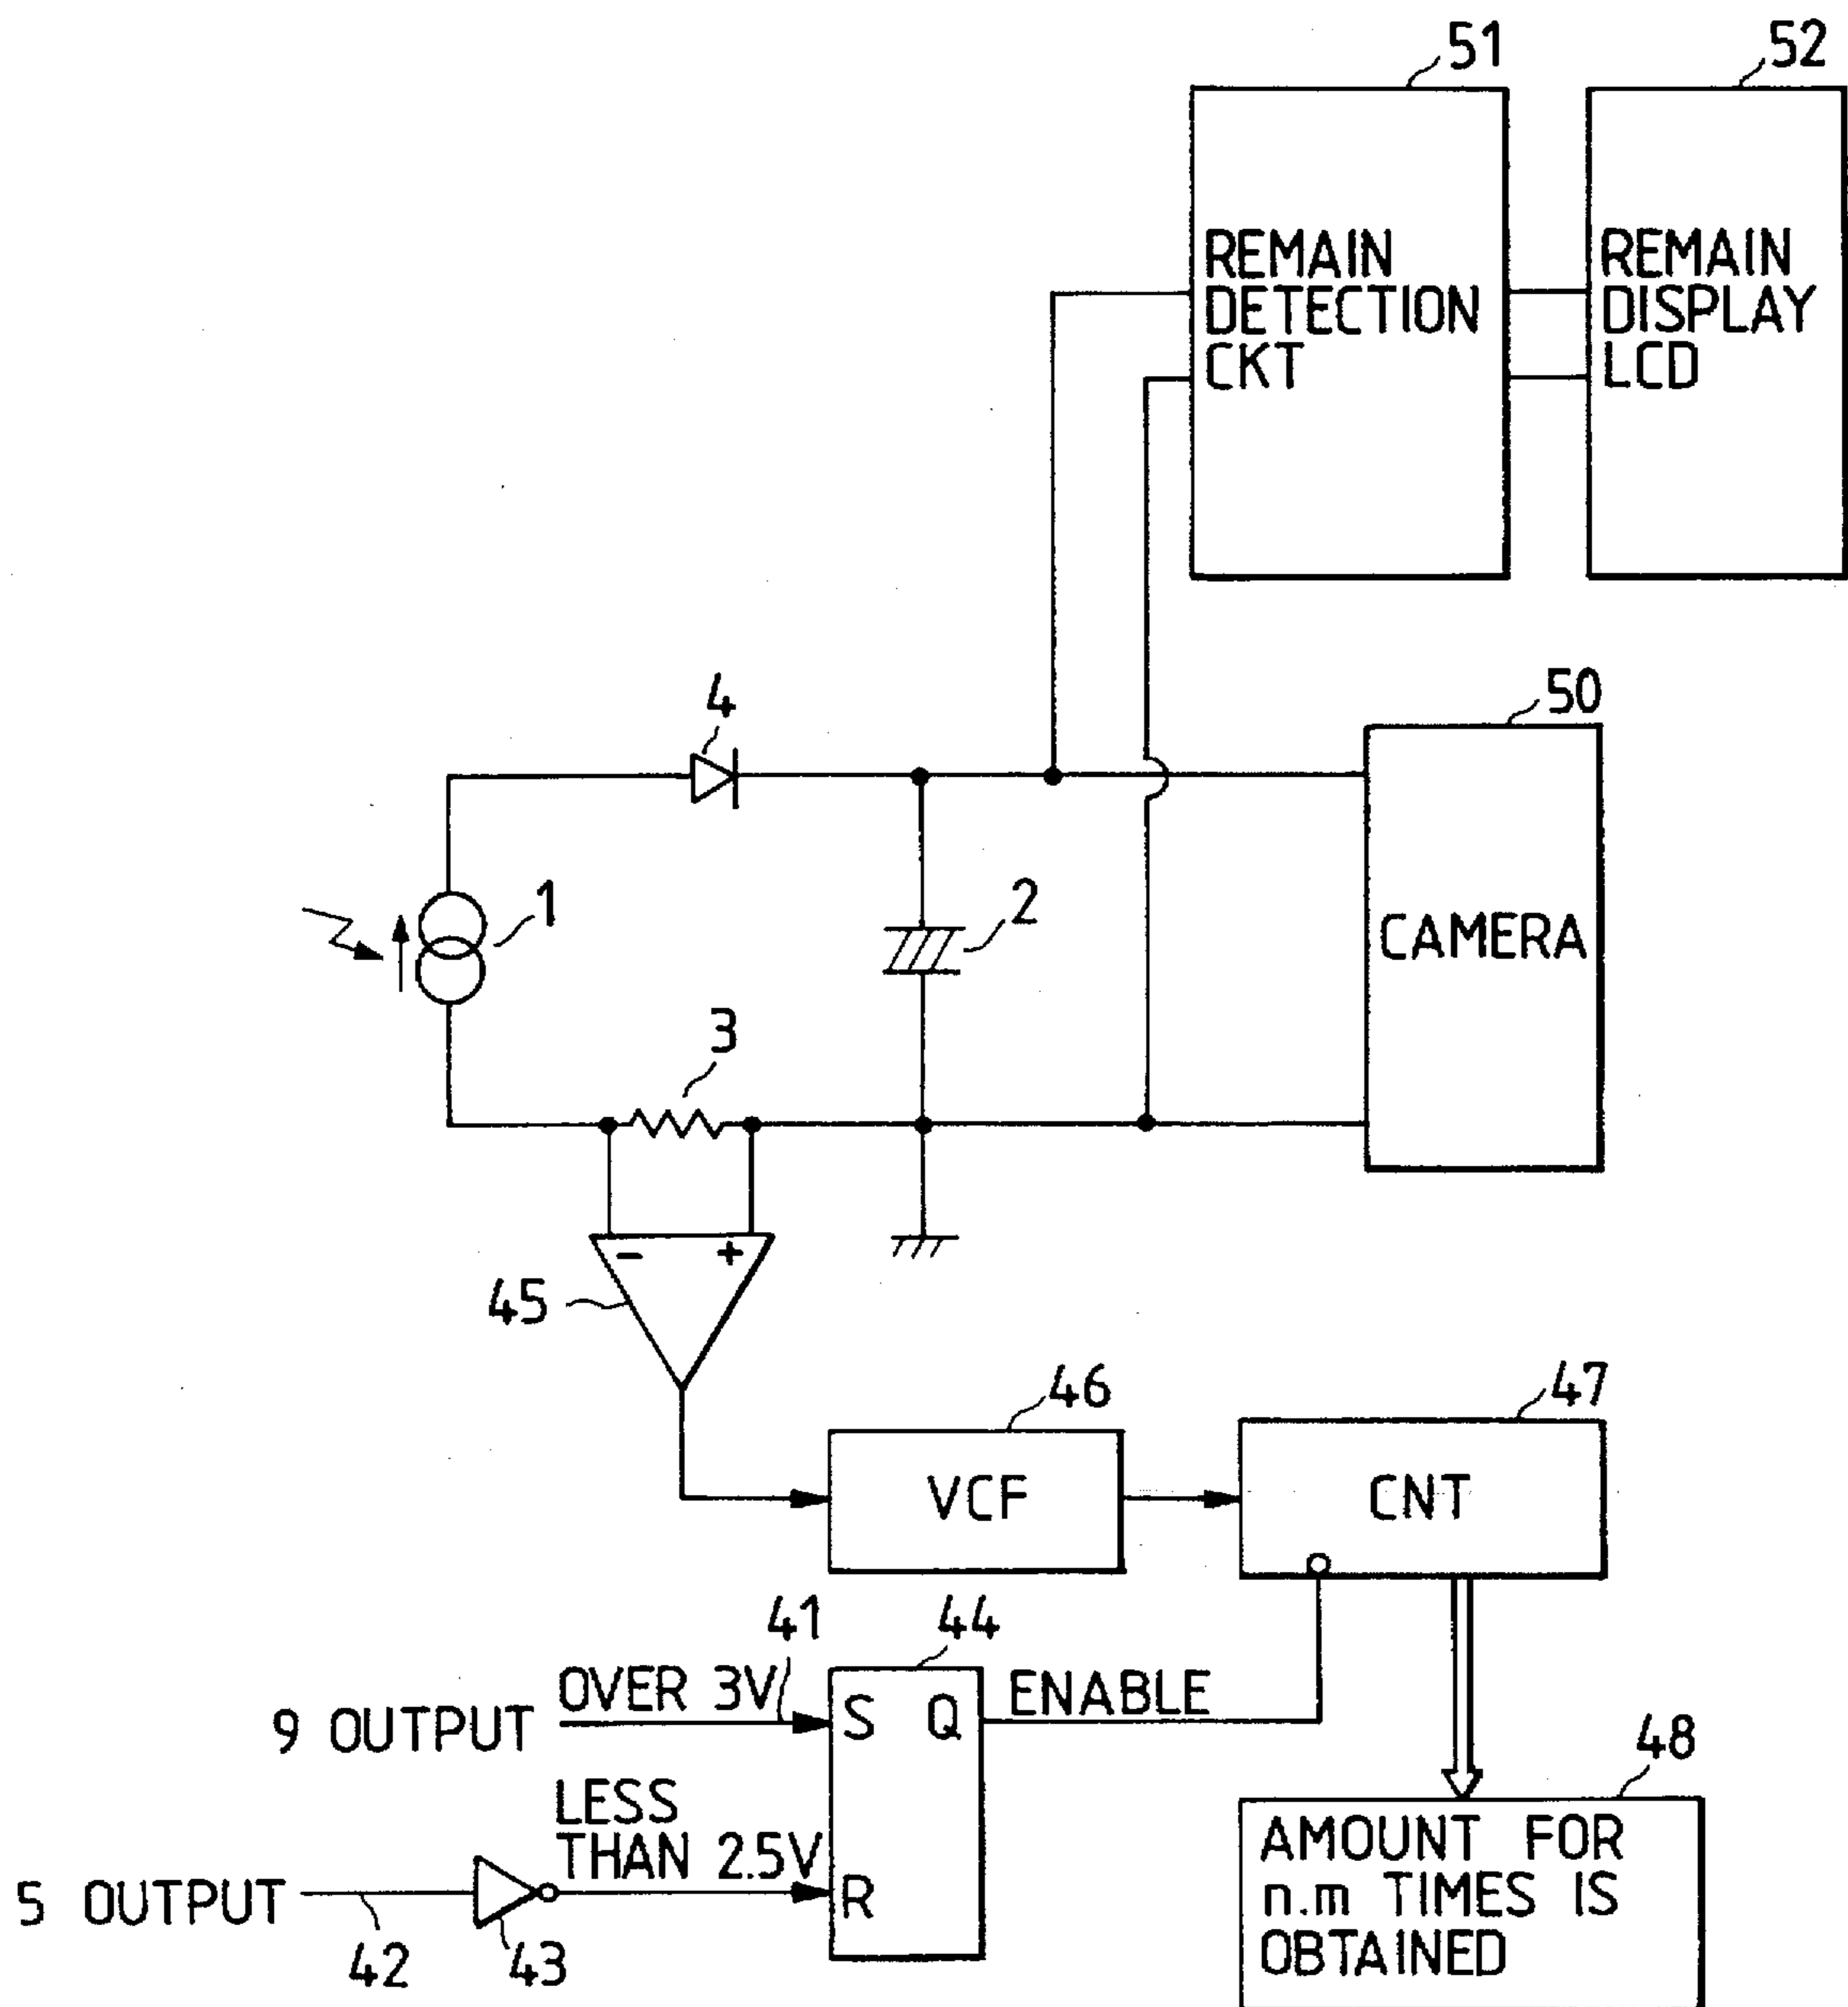 51
52
REMAIN
DETECTION
CKT
REMAIN
DISPLAY
LCD
4
50
1
2
CAMERA
3
- +
45
46
47
VCF
CNT
41
44
OVER 3V
9 OUTPUT
S Q
ENABLE
48
LESS
THAN 2.5V
5 OUTPUT
R
42
43
AMOUNT FOR
n.m TIMES IS
OBTAINED